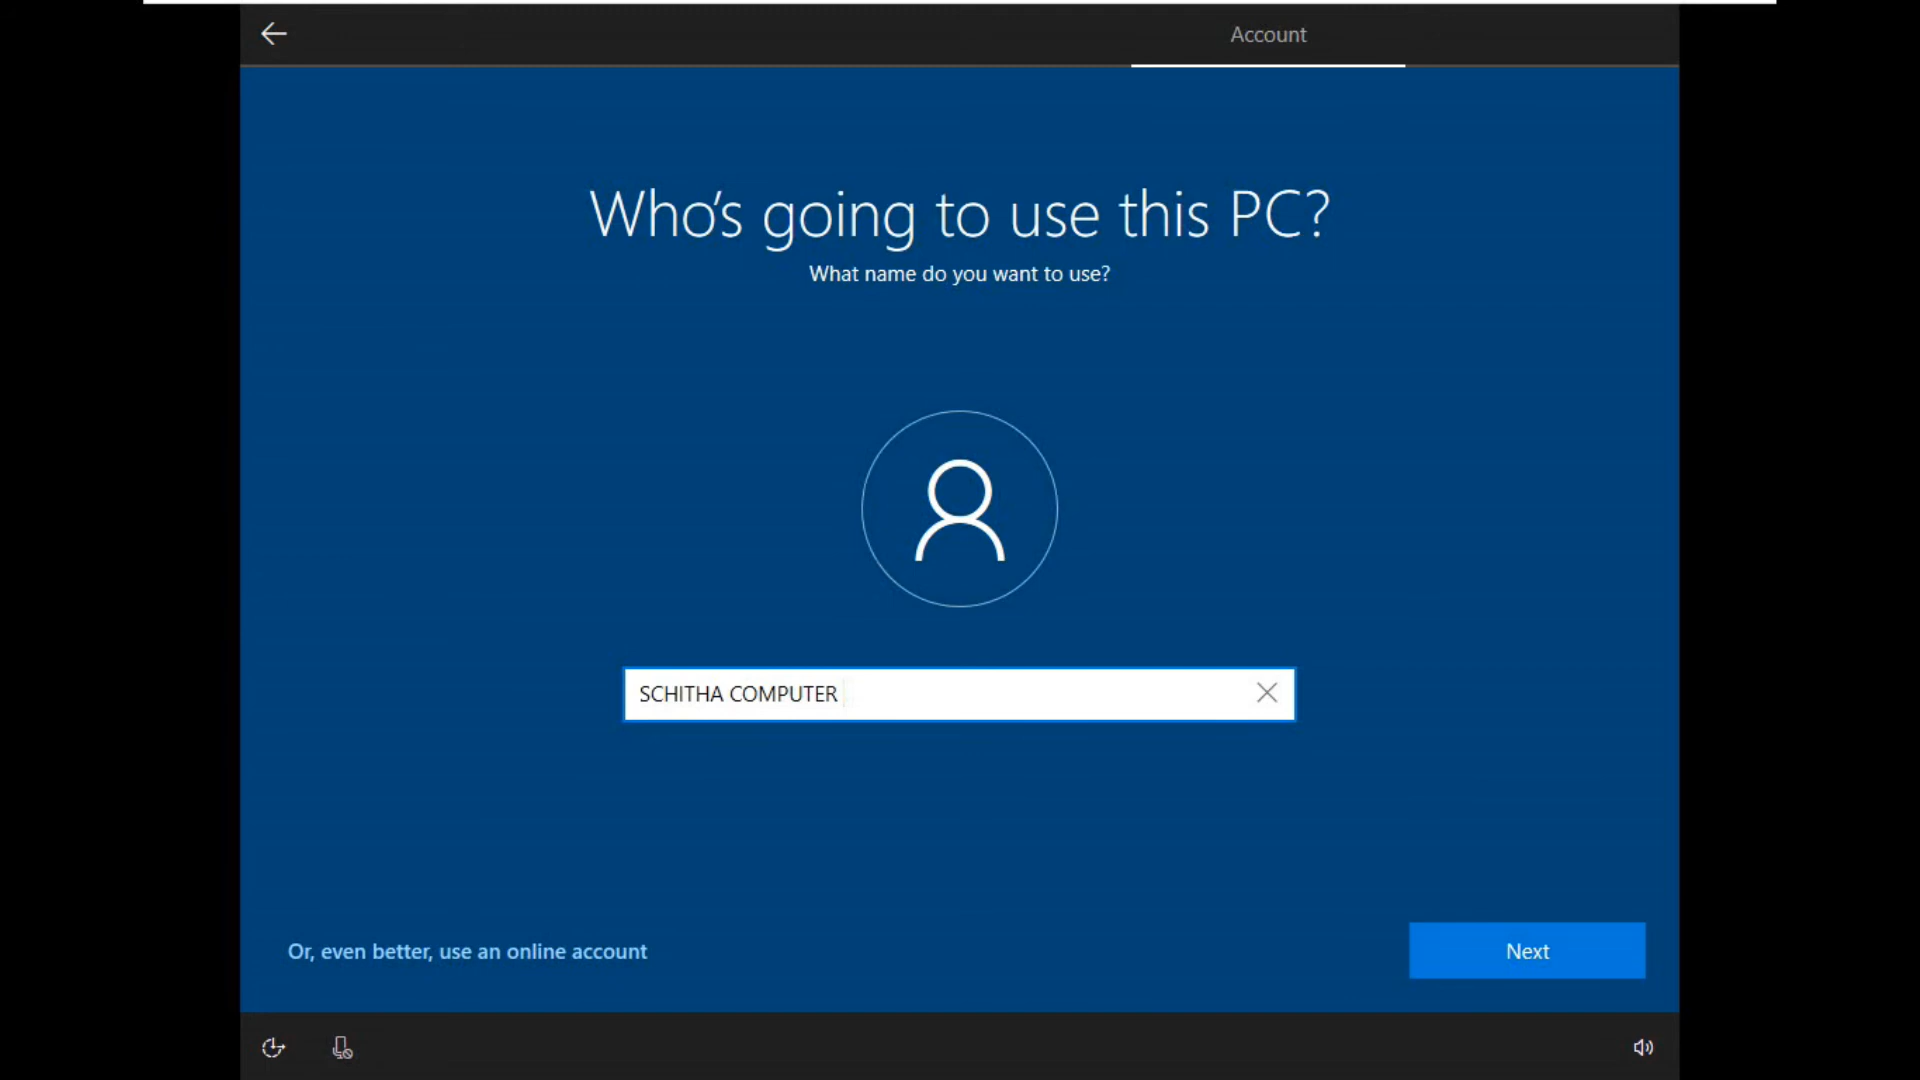 Account
Who's going to use this PC?
What name do you want to use?
SCHITHA COMPUTER
Or, even better, use an online account
Next